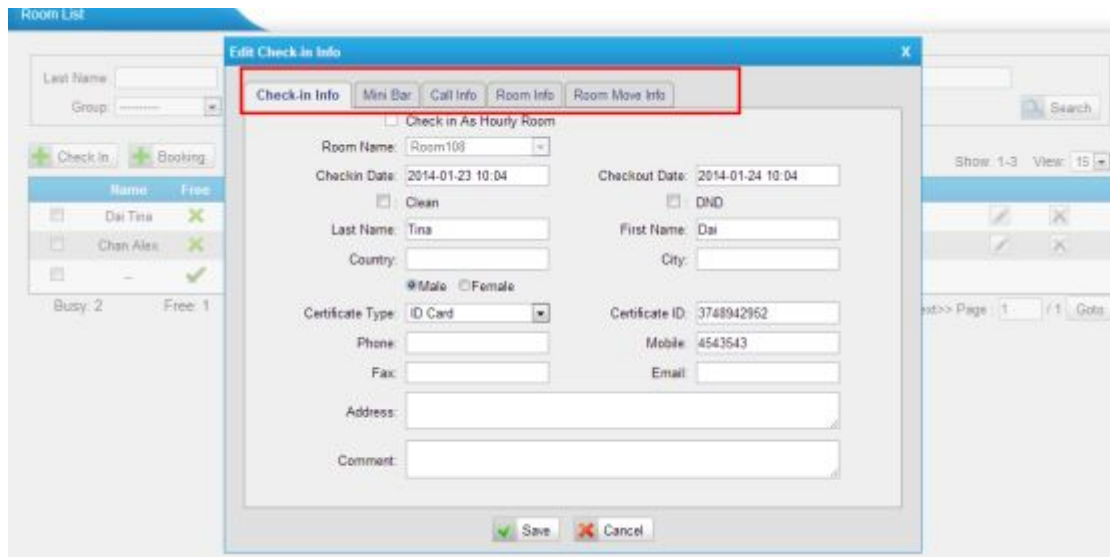 Room List
Edit Check-in Info X
Last Name
Group: ----------
Search
Check-in Info Mini Bar Call Info Room Info Room Move Info
Check in As Hourly Room
Room Name: Room108
Check In Booking
Show: 1-3 View: 15
Checkin Date: 2014-01-23 10:04 Checkout Date: 2014-01-24 10:04
Name Free
Clean DND
Dai Tina
Last Name: Tina First Name: Dai
Chan Alex
Country: City:
--
Male Female
Busy: 2 Free: 1
Certificate Type: ID Card Certificate ID: 3748942952
ext>> Page 1 / 1 Goto
Phone: Mobile: 4543543
Fax: Email:
Address:
Comment:
Save Cancel